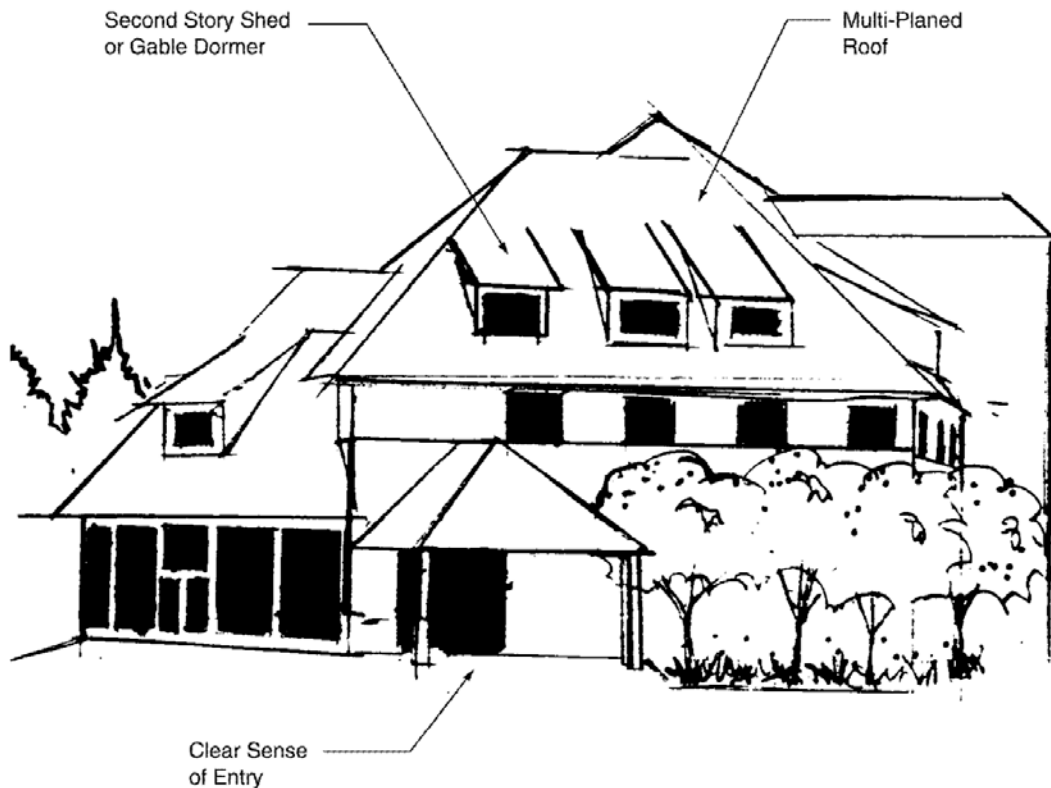 Second Story Shed
or Gable Dormer
Multi-Planed
Roof
Clear Sense
of Entry